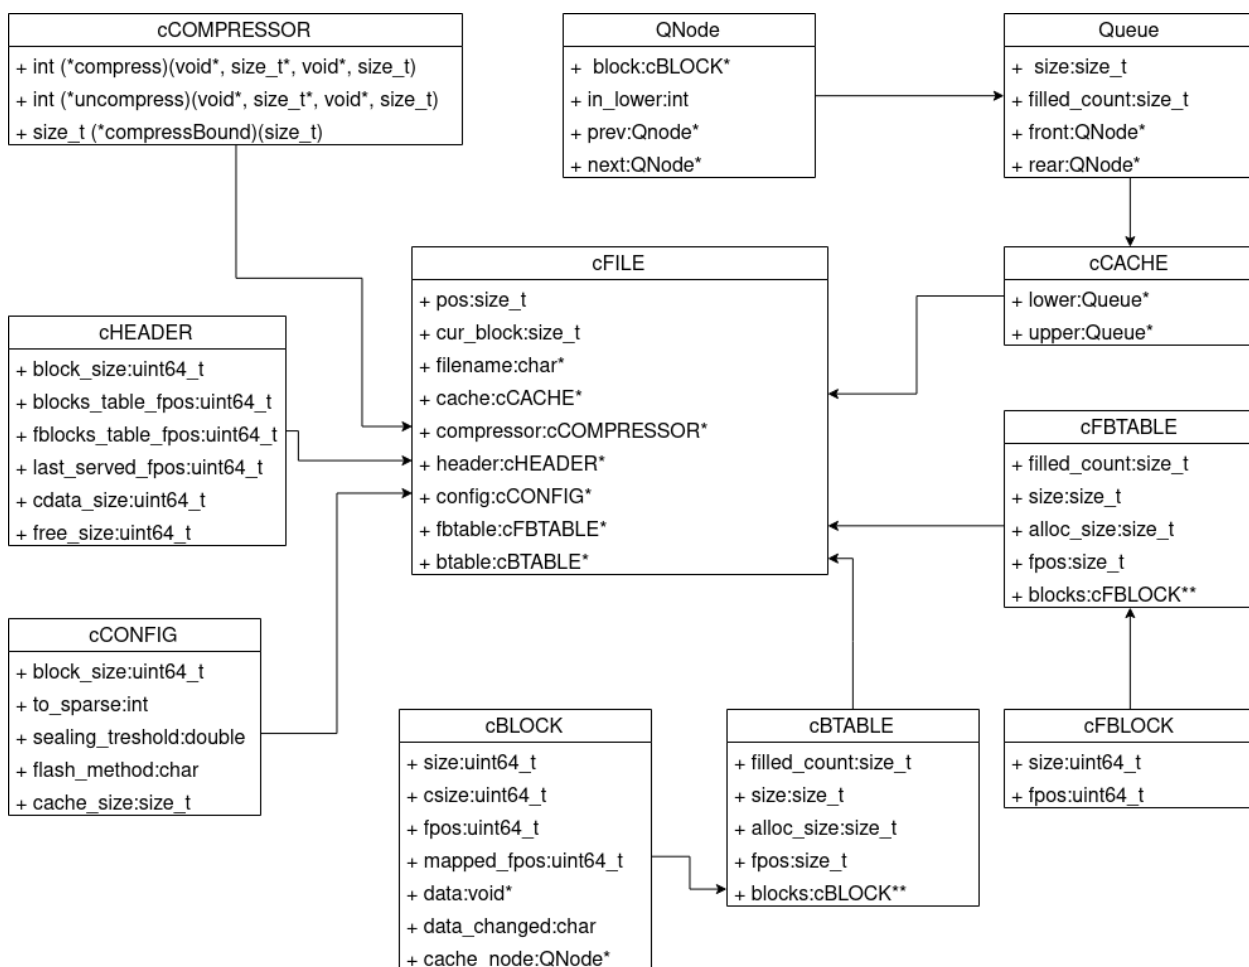 cCOMPRESSOR
+ int (*compress)(void*, size_t*, void*, size_t)
+ int (*uncompress)(void*, size_t*, void*, size_t)
+ size_t (*compressBound)(size_t)
QNode
+ block:cBLOCK*
+ in_lower:int
+ prev:Qnode*
+ next:QNode*
Queue
+ size:size_t
+ filled_count:size_t
+ front:QNode*
+ rear:QNode*
cFILE
+ pos:size_t
+ cur_block:size_t
+ filename:char*
+ cache:cCACHE*
+ compressor:cCOMPRESSOR*
+ header:cHEADER*
+ config:cCONFIG*
+ fbtable:cFBTABLE*
+ btable:cBTABLE*
cCACHE
+ lower:Queue*
+ upper:Queue*
cHEADER
+ block_size:uint64_t
+ blocks_table_fpos:uint64_t
+ fblocks_table_fpos:uint64_t
+ last_served_fpos:uint64_t
+ cdata_size:uint64_t
+ free_size:uint64_t
cFBTABLE
+ filled_count:size_t
+ size:size_t
+ alloc_size:size_t
+ fpos:size_t
+ blocks:cFBLOCK**
cCONFIG
+ block_size:uint64_t
+ to_sparse:int
+ sealing_treshold:double
+ flash_method:char
+ cache_size:size_t
cBLOCK
+ size:uint64_t
+ csize:uint64_t
+ fpos:uint64_t
+ mapped_fpos:uint64_t
+ data:void*
+ data_changed:char
+ cache_node:QNode*
cBTABLE
+ filled_count:size_t
+ size:size_t
+ alloc_size:size_t
+ fpos:size_t
+ blocks:cBLOCK**
cFBLOCK
+ size:uint64_t
+ fpos:uint64_t